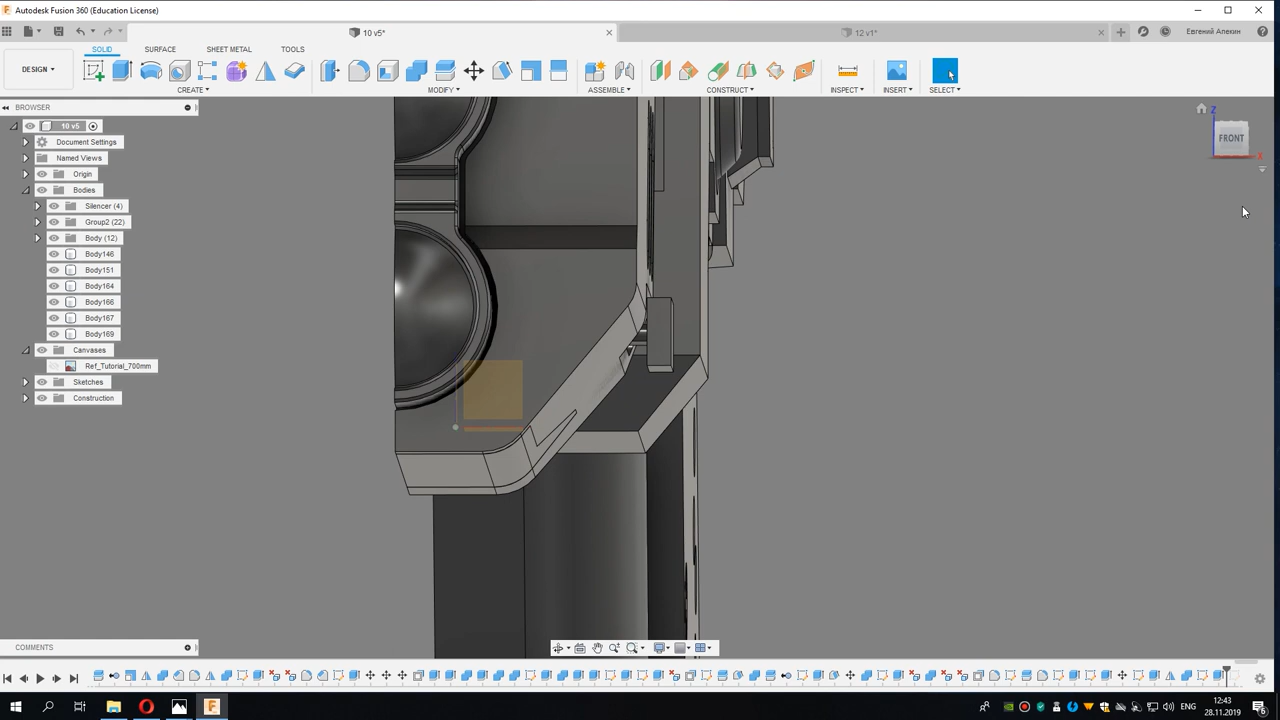 Autodesk Fusion 360 (Education License)
10 v5*
12 v1*
Евгений Апекин
DESIGN
SOLID
SURFACE
SHEET METAL
TOOLS
CREATE
MODIFY
ASSEMBLE
CONSTRUCT
INSPECT
INSERT
SELECT
BROWSER
10 v5
Document Settings
Named Views
Origin
Bodies
Silencer (4)
Group2 (22)
Body (12)
Body146
Body151
Body164
Body166
Body167
Body169
Canvases
Ref_Tutorial_700mm
Sketches
Construction
Z
FRONT
X
COMMENTS
ENG
12:43
28.11.2019
6